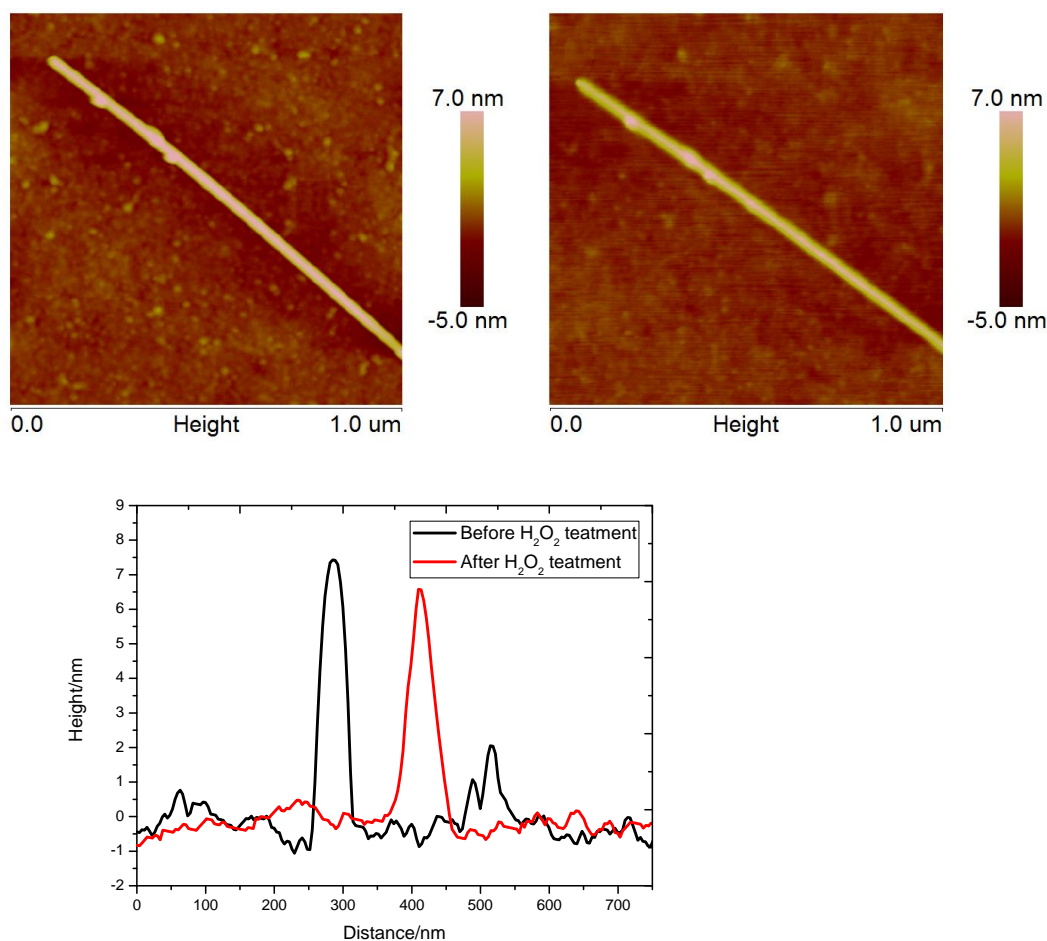 7.0 nm
-5.0 nm
0.0 Height 1.0 um
7.0 nm
-5.0 nm
0.0 Height 1.0 um
9
8
7
6
5
4
3
2
1
0
-1
-2
Height/nm
Before H₂O₂ teatment
After H₂O₂ teatment
0 100 200 300 400 500 600 700
Distance/nm